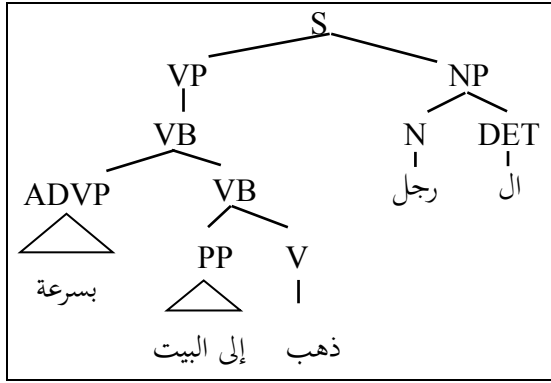 S
NP VP
DET N VB
ال رجل
VB ADVP
V PP بسرعة
ذهب إلى البيت